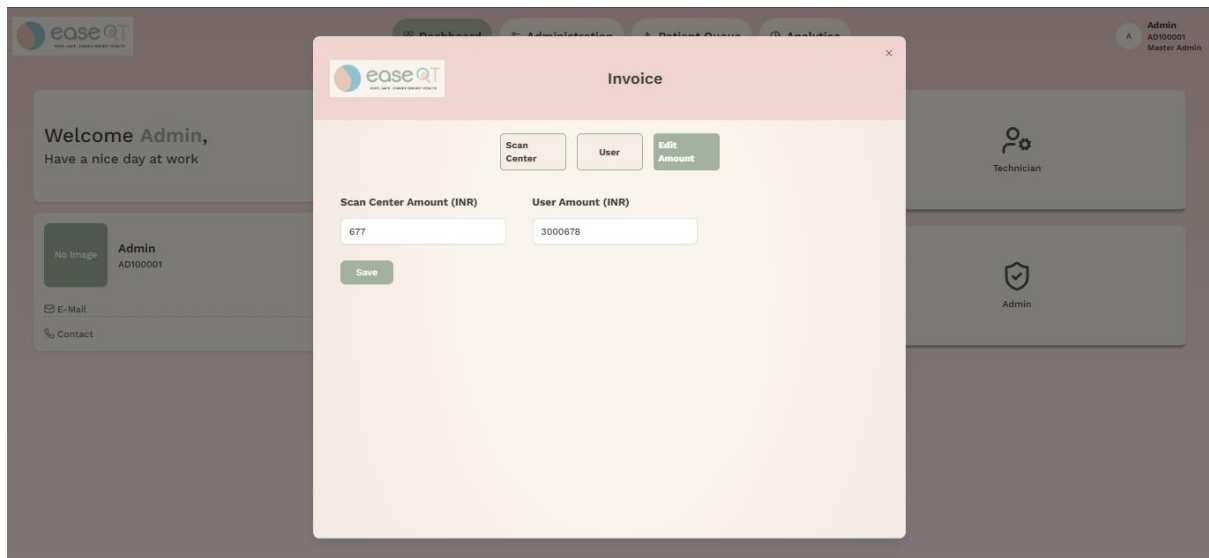 easeQT
Dashboard
Administration
Patient Queue
Analytics
A
Admin
AD100001
Master Admin
Welcome Admin,
Have a nice day at work
No Image
Admin
AD100001
E-Mail
Contact
easeQT
Invoice
×
Scan
Center
User
Edit
Amount
Scan Center Amount (INR)
User Amount (INR)
677
3000678
Save
Technician
Admin